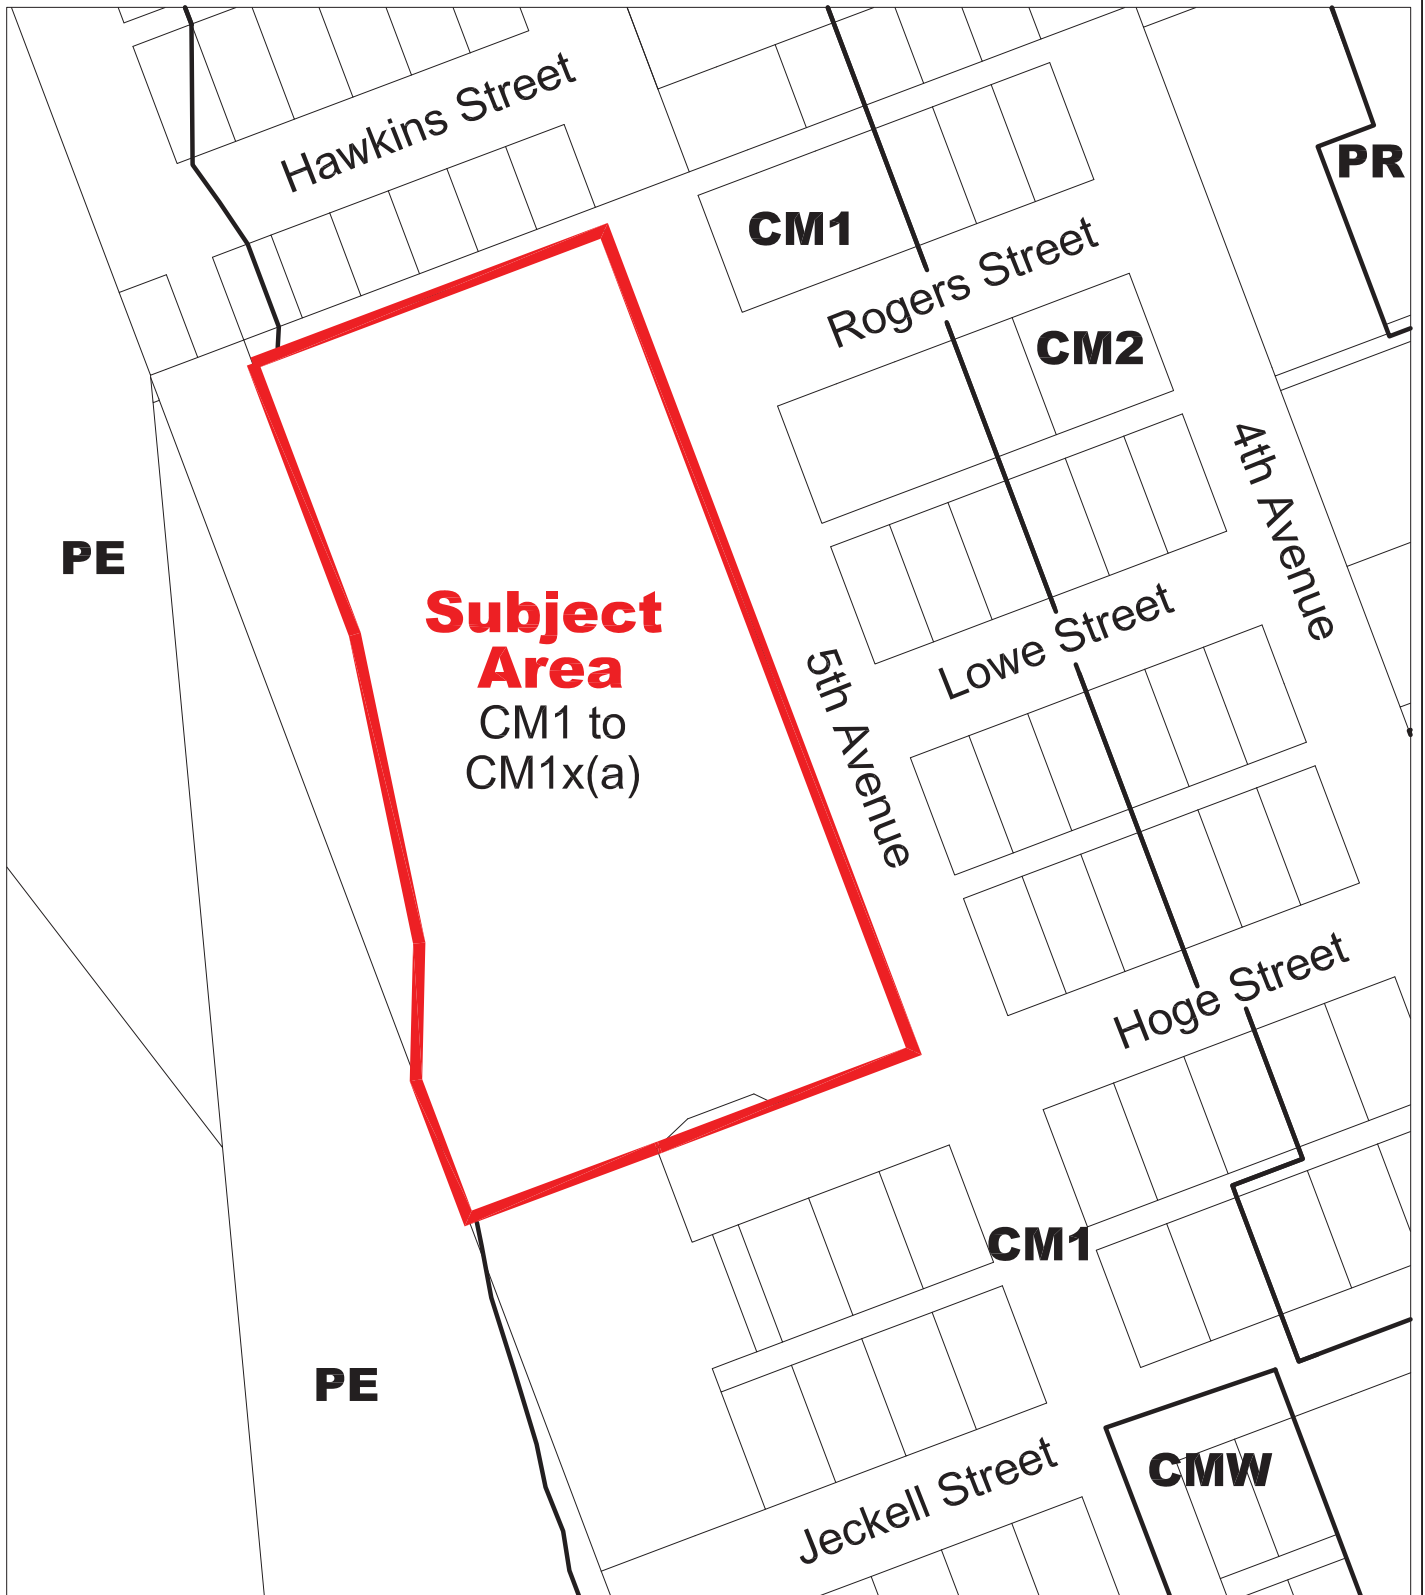 Hawkins Street
PR
CM1
Rogers Street
CM2
4th Avenue
PE
Subject
Area
CM1 to
CM1x(a)
5th Avenue
Lowe Street
Hoge Street
CM1
PE
CMW
Jeckell Street